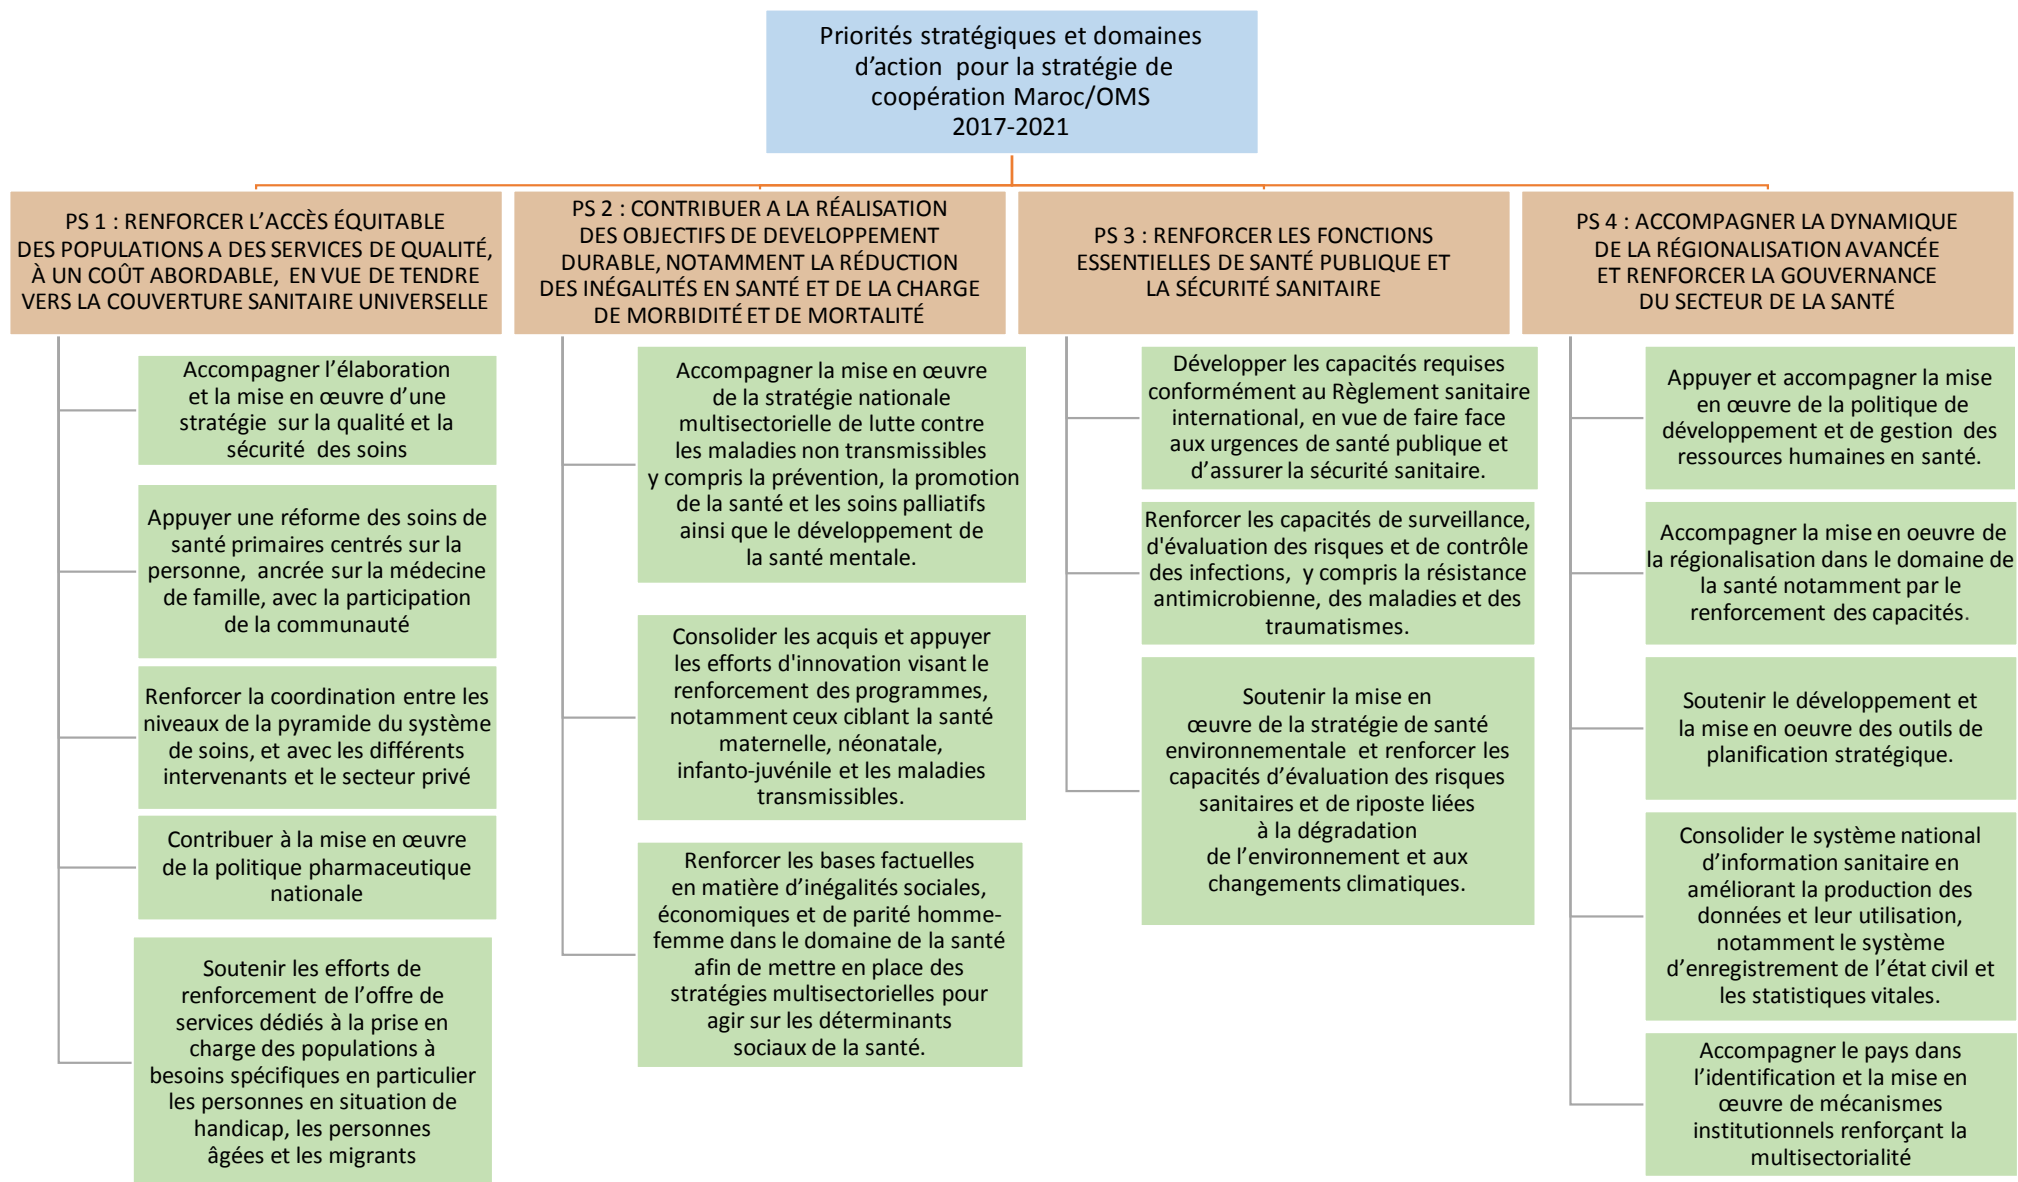 Priorités stratégiques et domaines
d’action pour la stratégie de
coopération Maroc/OMS
2017-2021
PS 1 : RENFORCER L’ACCÈS ÉQUITABLE
DES POPULATIONS A DES SERVICES DE QUALITÉ,
À UN COÛT ABORDABLE, EN VUE DE TENDRE
VERS LA COUVERTURE SANITAIRE UNIVERSELLE
Accompagner l’élaboration
et la mise en œuvre d’une
stratégie sur la qualité et la
sécurité des soins
Appuyer une réforme des soins de
santé primaires centrés sur la
personne, ancrée sur la médecine
de famille, avec la participation
de la communauté
Renforcer la coordination entre les
niveaux de la pyramide du système
de soins, et avec les différents
intervenants et le secteur privé
Contribuer à la mise en œuvre
de la politique pharmaceutique
nationale
Soutenir les efforts de
renforcement de l’offre de
services dédiés à la prise en
charge des populations à
besoins spécifiques en particulier
les personnes en situation de
handicap, les personnes
âgées et les migrants
PS 2 : CONTRIBUER A LA RÉALISATION
DES OBJECTIFS DE DEVELOPPEMENT
DURABLE, NOTAMMENT LA RÉDUCTION
DES INÉGALITÉS EN SANTÉ ET DE LA CHARGE
DE MORBIDITÉ ET DE MORTALITÉ
Accompagner la mise en œuvre
de la stratégie nationale
multisectorielle de lutte contre
les maladies non transmissibles
y compris la prévention, la promotion
de la santé et les soins palliatifs
ainsi que le développement de
la santé mentale.
Consolider les acquis et appuyer
les efforts d'innovation visant le
renforcement des programmes,
notamment ceux ciblant la santé
maternelle, néonatale,
infanto-juvénile et les maladies
transmissibles.
Renforcer les bases factuelles
en matière d’inégalités sociales,
économiques et de parité homme-
femme dans le domaine de la santé
afin de mettre en place des
stratégies multisectorielles pour
agir sur les déterminants
sociaux de la santé.
PS 3 : RENFORCER LES FONCTIONS
ESSENTIELLES DE SANTÉ PUBLIQUE ET
LA SÉCURITÉ SANITAIRE
Développer les capacités requises
conformément au Règlement sanitaire
international, en vue de faire face
aux urgences de santé publique et
d’assurer la sécurité sanitaire.
Renforcer les capacités de surveillance,
d'évaluation des risques et de contrôle
des infections, y compris la résistance
antimicrobienne, des maladies et des
traumatismes.
Soutenir la mise en
œuvre de la stratégie de santé
environnementale et renforcer les
capacités d’évaluation des risques
sanitaires et de riposte liées
à la dégradation
de l’environnement et aux
changements climatiques.
PS 4 : ACCOMPAGNER LA DYNAMIQUE
DE LA RÉGIONALISATION AVANCÉE
ET RENFORCER LA GOUVERNANCE
DU SECTEUR DE LA SANTÉ
Appuyer et accompagner la mise
en œuvre de la politique de
développement et de gestion des
ressources humaines en santé.
Accompagner la mise en oeuvre de
la régionalisation dans le domaine de
la santé notamment par le
renforcement des capacités.
Soutenir le développement et
la mise en oeuvre des outils de
planification stratégique.
Consolider le système national
d’information sanitaire en
améliorant la production des
données et leur utilisation,
notamment le système
d’enregistrement de l’état civil et
les statistiques vitales.
Accompagner le pays dans
l’identification et la mise en
œuvre de mécanismes
institutionnels renforçant la
multisectorialité